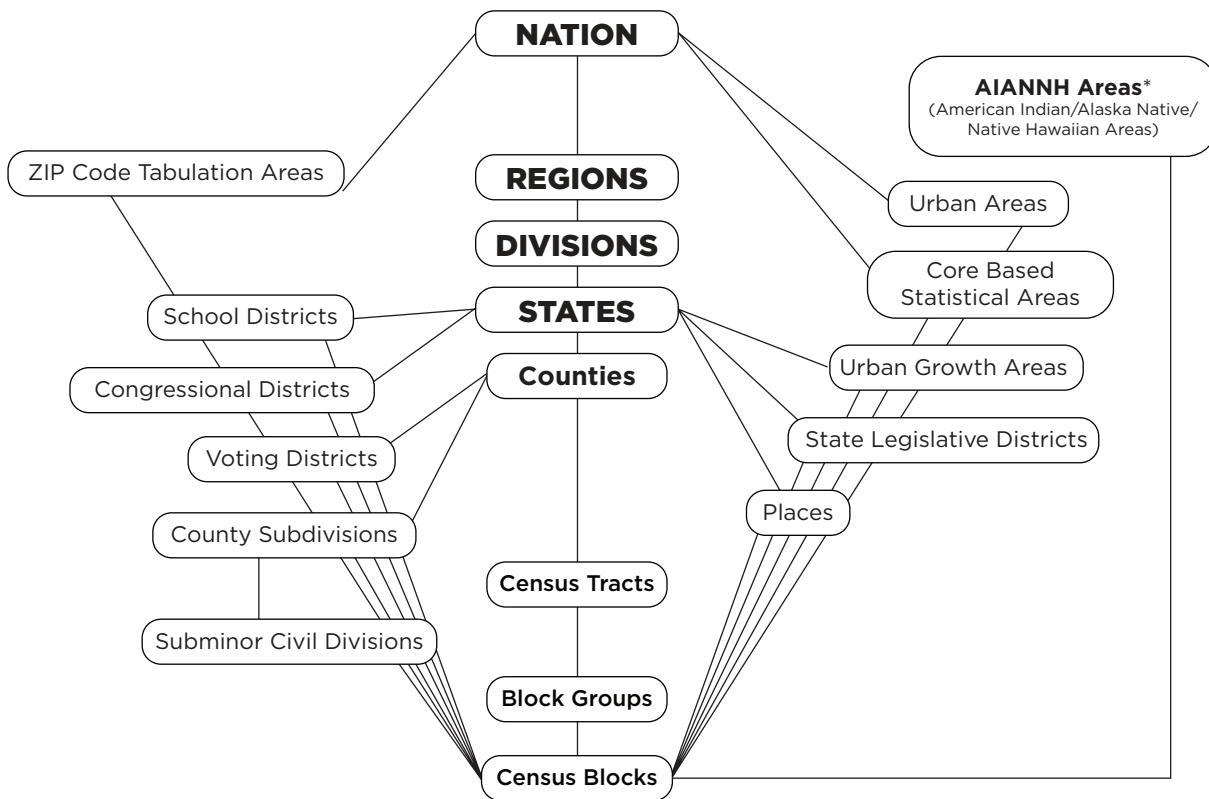 NATION
AIANNH Areas*
(American Indian/Alaska Native/
Native Hawaiian Areas)
ZIP Code Tabulation Areas
REGIONS
Urban Areas
DIVISIONS
Core Based
Statistical Areas
School Districts
STATES
Congressional Districts
Counties
Urban Growth Areas
Voting Districts
State Legislative Districts
County Subdivisions
Places
Census Tracts
Subminor Civil Divisions
Block Groups
Census Blocks